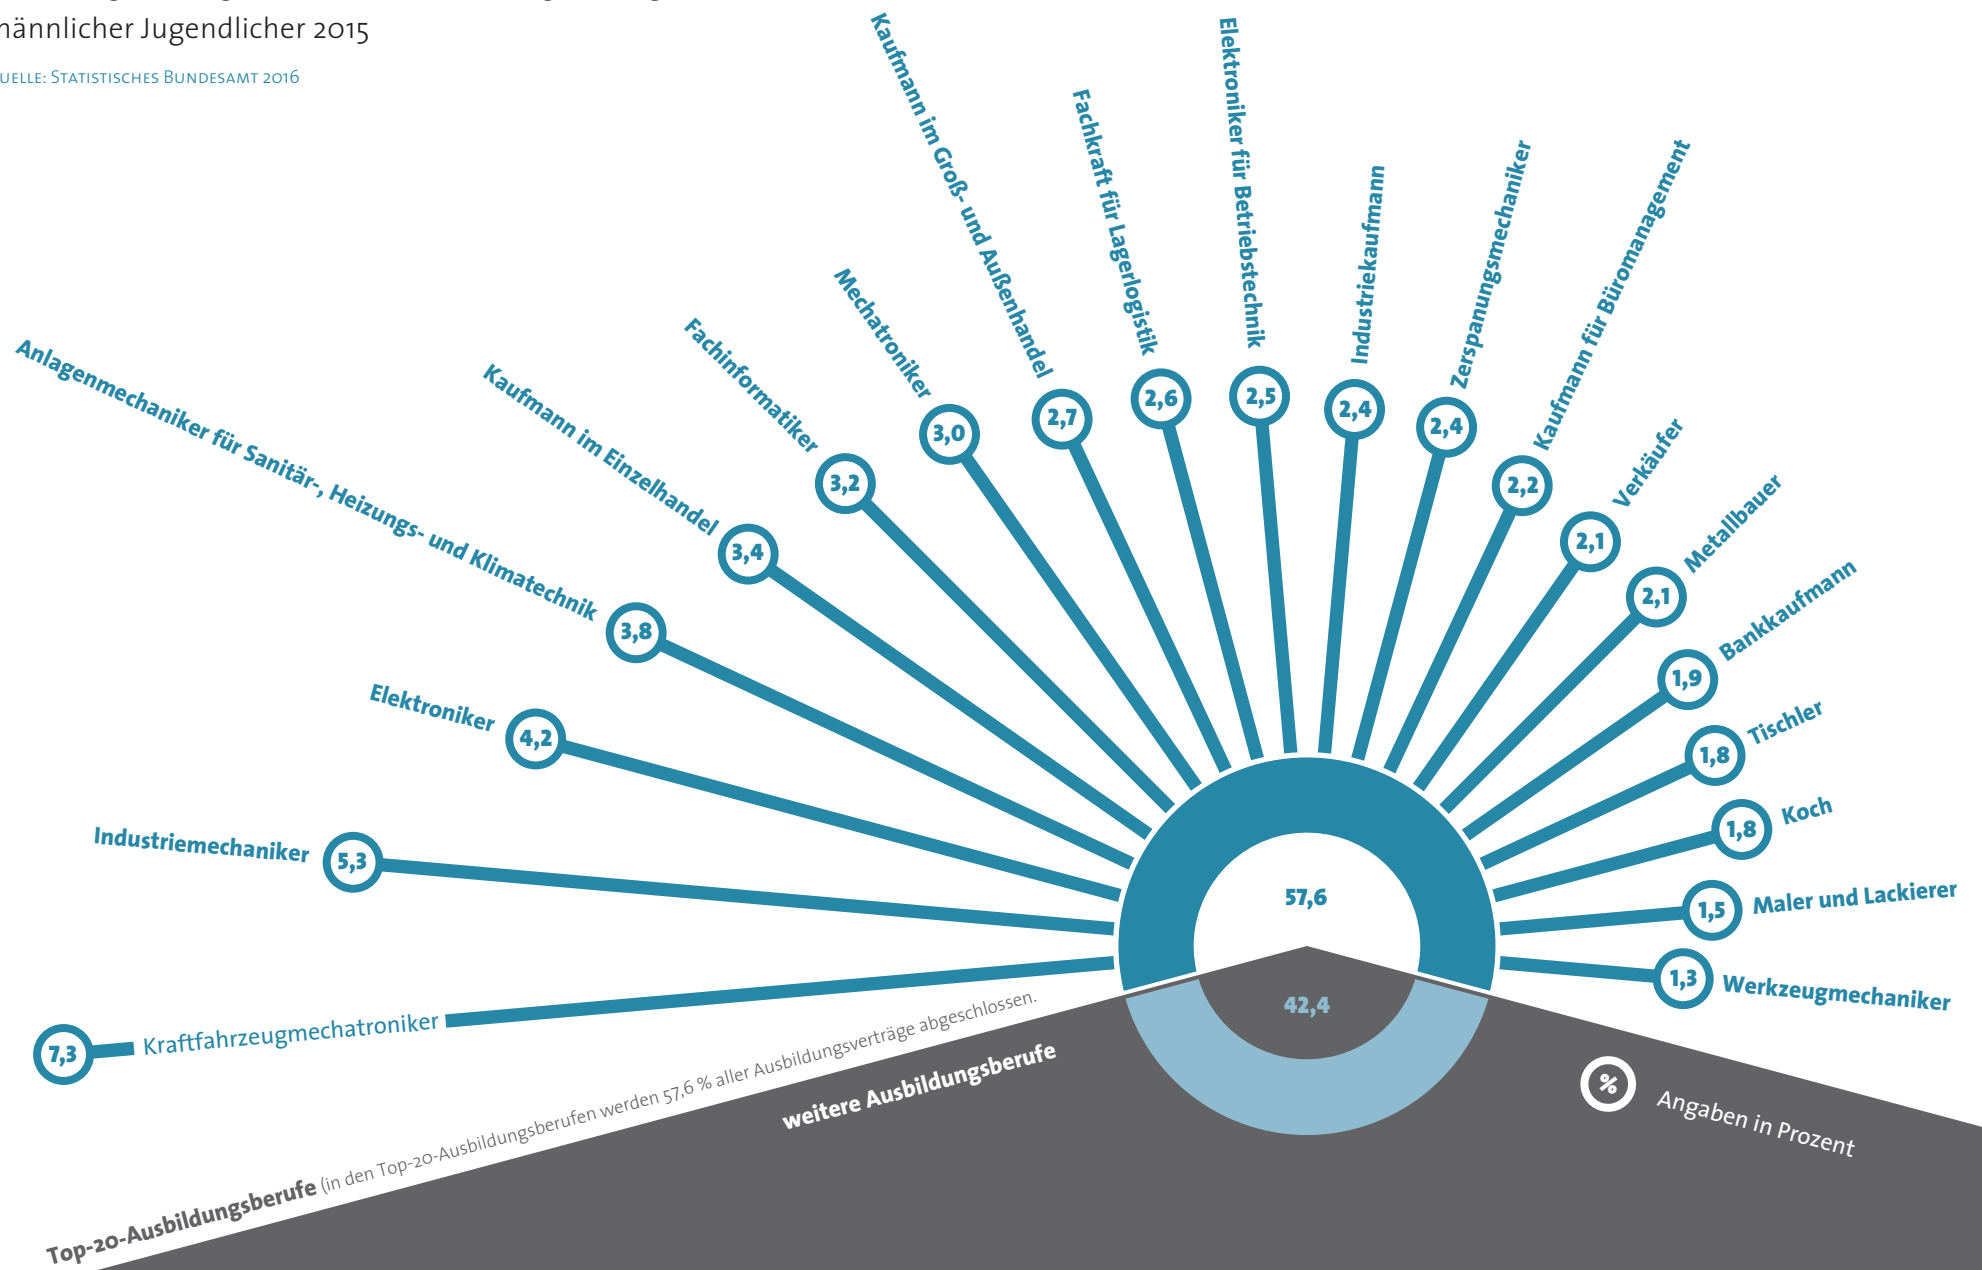 männlicher Jugendlicher 2015
Quelle: Statistisches Bundesamt 2016
7,3 Kraftfahrzeugmechatroniker
Industriemechaniker 5,3
Elektroniker 4,2
Anlagenmechaniker für Sanitär-, Heizungs- und Klimatechnik 3,8
Kaufmann im Einzelhandel 3,4
Fachinformatiker 3,2
Mechatroniker 3,0
Kaufmann im Groß- und Außenhandel 2,7
Fachkraft für Lagerlogistik 2,6
Elektroniker für Betriebstechnik 2,5
Industriekaufmann 2,4
Zerspanungsmechaniker 2,4
Kaufmann für Büromanagement 2,2
Verkäufer 2,1
Metallbauer 2,1
Bankkaufmann 1,9
Tischler 1,8
Koch 1,8
1,5 Maler und Lackierer
1,3 Werkzeugmechaniker
57,6
42,4
Top-20-Ausbildungsberufe (in den Top-20-Ausbildungsberufen werden 57,6 % aller Ausbildungsverträge abgeschlossen.
weitere Ausbildungsberufe
% Angaben in Prozent